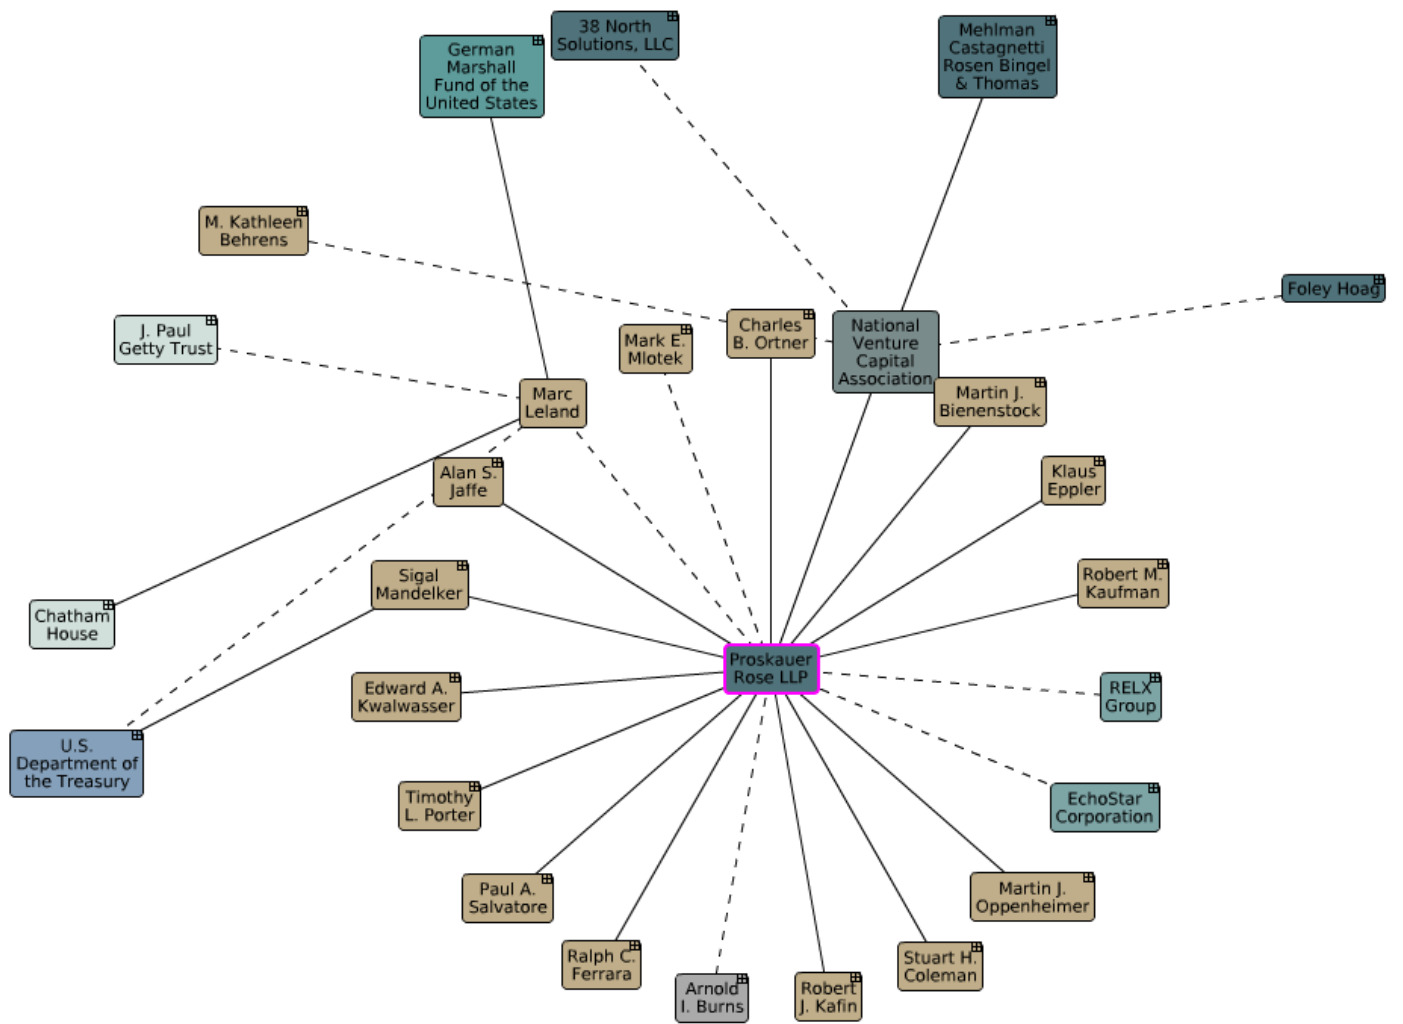 38 North
Solutions, LLC
Mehlman
Castagnetti
Rosen Bingel
& Thomas
German
Marshall
Fund of the
United States
M. Kathleen
Behrens
Foley Hoag
J. Paul
Getty Trust
Charles
B. Ortner
Mark E.
Mlotek
National
Venture
Capital
Association
Marc
Leland
Martin J.
Bienenstock
Alan S.
Jaffe
Klaus
Eppler
Sigal
Mandelker
Robert M.
Kaufman
Chatham
House
Proskauer
Rose LLP
Edward A.
Kwalwasser
RELX
Group
U.S.
Department of
the Treasury
Timothy
L. Porter
EchoStar
Corporation
Paul A.
Salvatore
Martin J.
Oppenheimer
Ralph C.
Ferrara
Stuart H.
Coleman
Arnold
I. Burns
Robert
J. Kafin